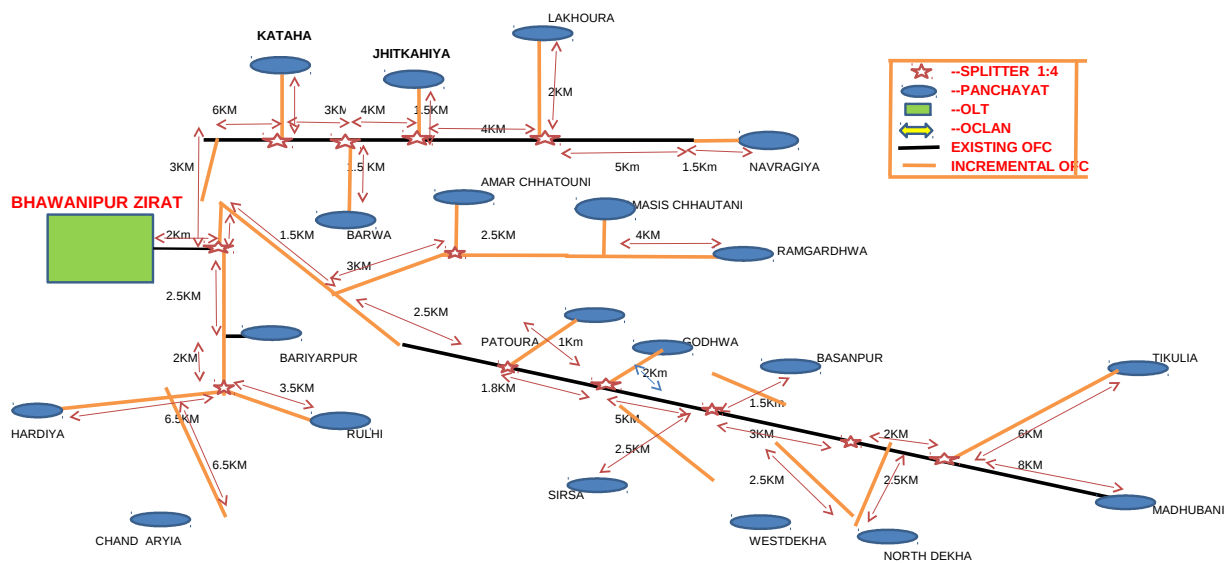 LAKHOURA
KATAHA
JHITKAHIYA
--SPLITTER 1:4
--PANCHAYAT
--OLT
--OCLAN
EXISTING OFC
INCREMENTAL OFC
2KM
6KM
3KM
4KM
1.5KM
4KM
3KM
1.5 KM
5Km
1.5Km
NAVRAGIYA
AMAR CHHATOUNI
BHAWANIPUR ZIRAT
MASIS CHHAUTANI
BARWA
2Km
1.5KM
2.5KM
4KM
RAMGARDHWA
3KM
2.5KM
2.5KM
PATOURA
1Km
GODHWA
BASANPUR
TIKULIA
2KM
BARIYARPUR
2Km
3.5KM
1.8KM
1.5KM
HARDIYA
6.5KM
RULHI
5KM
3KM
2KM
6KM
2.5KM
6.5KM
8KM
SIRSA
2.5KM
2.5KM
MADHUBANI
CHAND ARYIA
WESTDEKHA
NORTH DEKHA